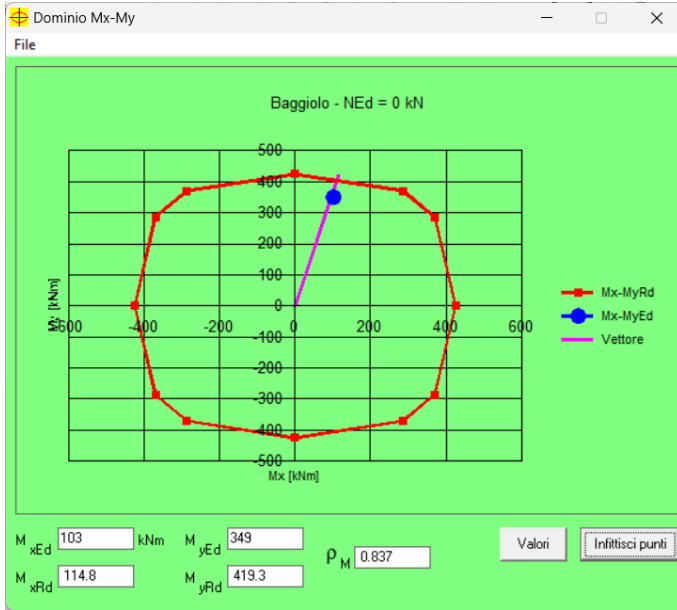 Dominio Mx-My
File
Baggiolo - NEd = 0 kN
500
400
300
200
100
0
-600 -400 -200 0 200 400 600
-100
-200
-300
-400
-500
Mx [kNm]
Mx-MyRd
Mx-MyEd
Vettore
M xEd 103 kNm M yEd 349
ρ M 0.837
Valori Infittisci punti
M xRd 114.8 M yRd 419.3